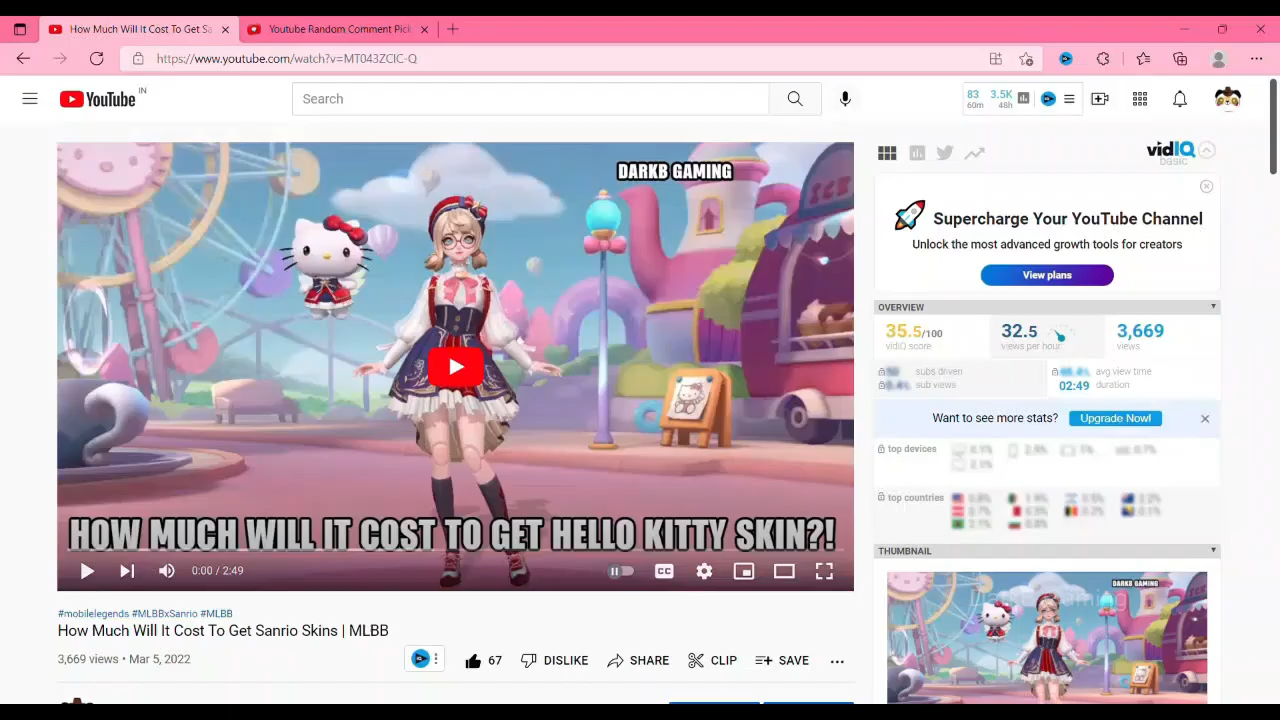 How Much Will It Cost To Get Sa
Youtube Random Comment Pick
https://www.youtube.com/watch?v=MT043ZClC-Q
YouTube IN
Search
83 3.5K
60m 48h
DARKB GAMING
HOW MUCH WILL IT COST TO GET HELLO KITTY SKIN?!
0:00 / 2:49
CC
#mobilelegends #MLBBxSanrio #MLBB
How Much Will It Cost To Get Sanrio Skins | MLBB
3,669 views • Mar 5, 2022
67 DISLIKE SHARE CLIP SAVE
vidIQ
basic
Supercharge Your YouTube Channel
Unlock the most advanced growth tools for creators
View plans
OVERVIEW
35.5/100 32.5 3,669
vidIQ score views per hour views
subs driven avg view time
sub views 02:49 duration
Want to see more stats? Upgrade Now!
top devices
top countries
THUMBNAIL
DARKB GAMING